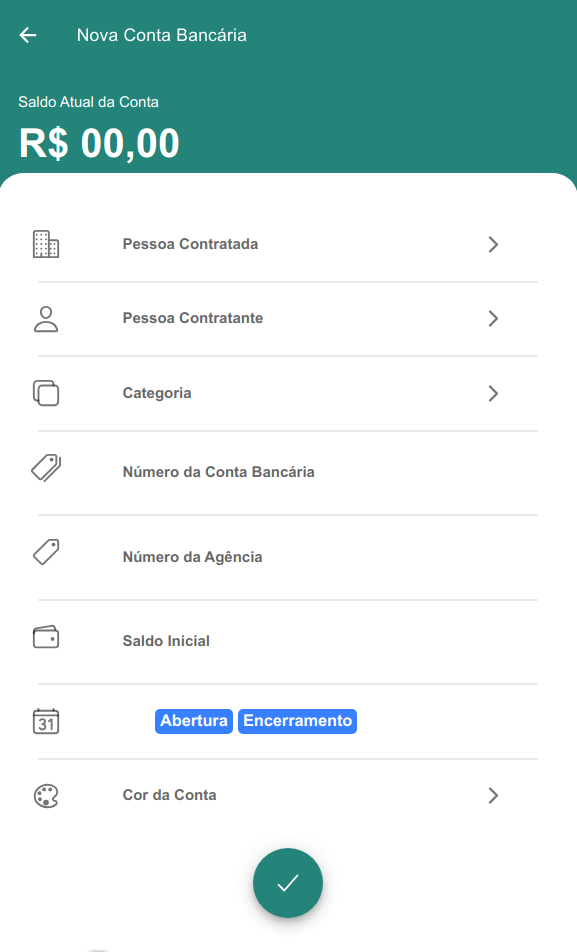 Nova Conta Bancária
Saldo Atual da Conta
R$ 00,00
Pessoa Contratada
Pessoa Contratante
Categoria
Número da Conta Bancária
Número da Agência
Saldo Inicial
31 Abertura Encerramento
Cor da Conta